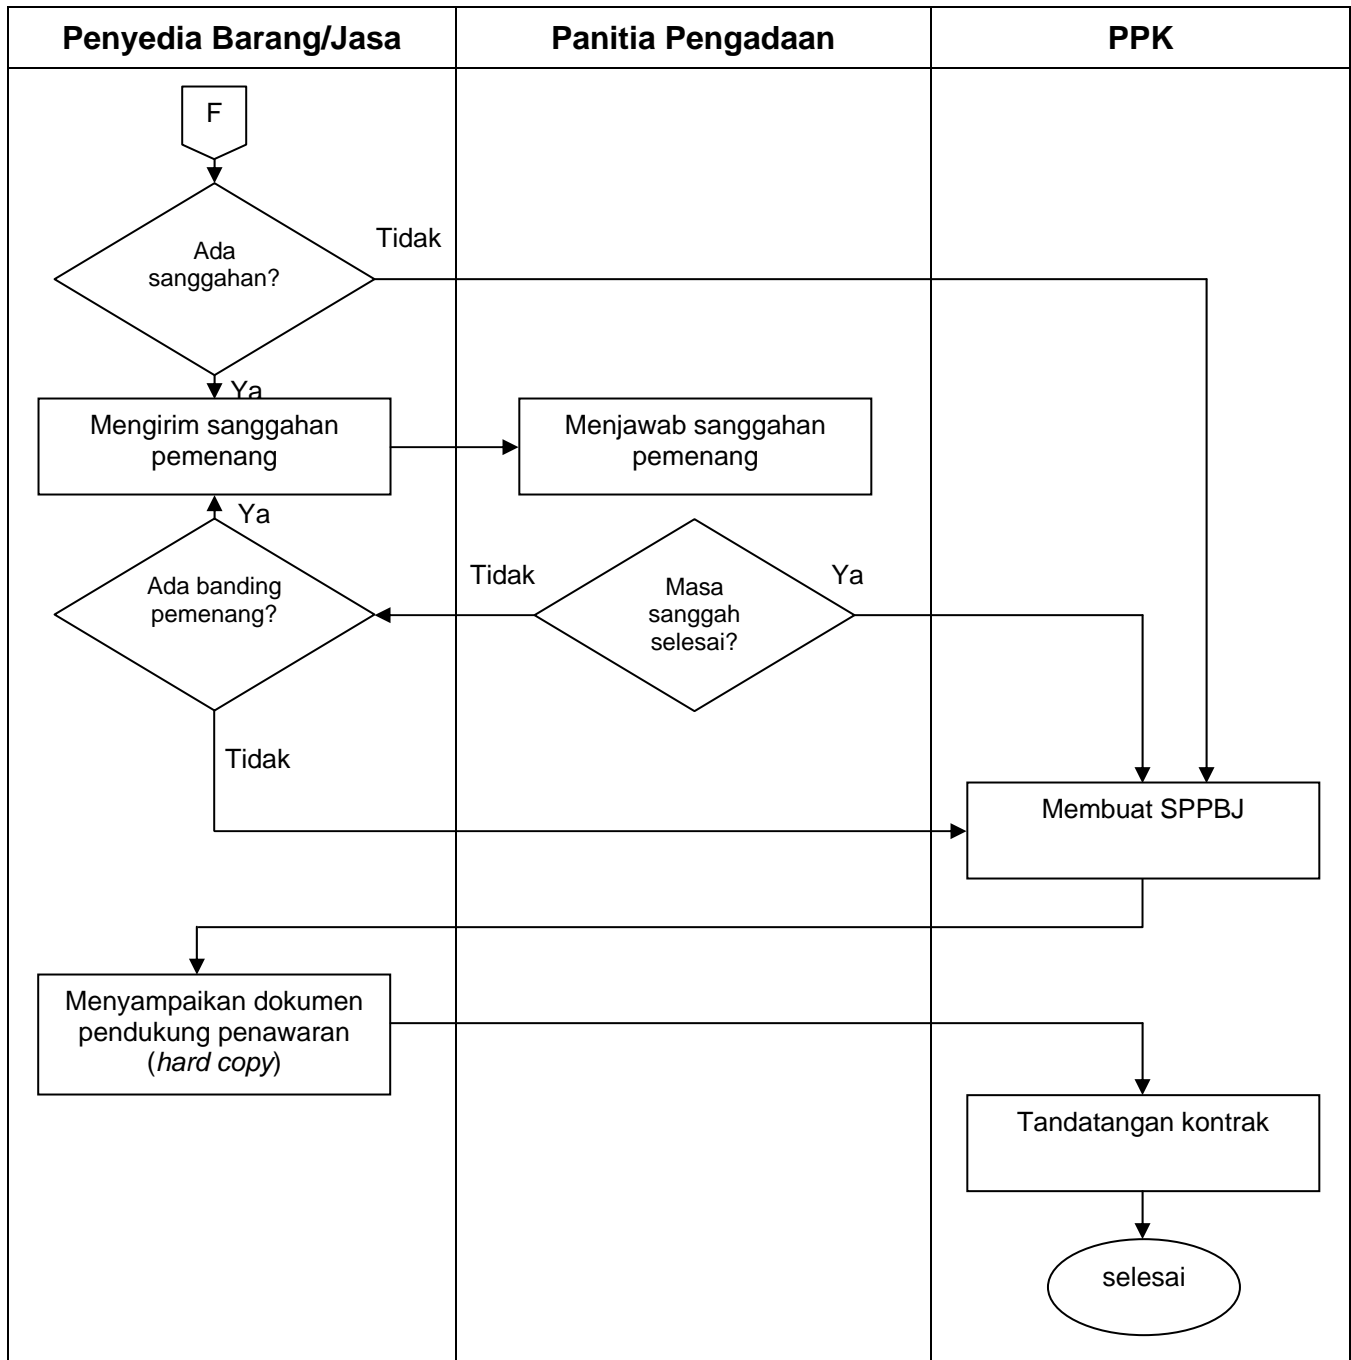 Penyedia Barang/Jasa
Panitia Pengadaan
PPK
F
Ada
sanggahan?
Tidak
Ya
Mengirim sanggahan
pemenang
Menjawab sanggahan
pemenang
Ya
Ada banding
pemenang?
Tidak
Masa
sanggah
selesai?
Ya
Tidak
Membuat SPPBJ
Menyampaikan dokumen
pendukung penawaran
(hard copy)
Tandatangan kontrak
selesai